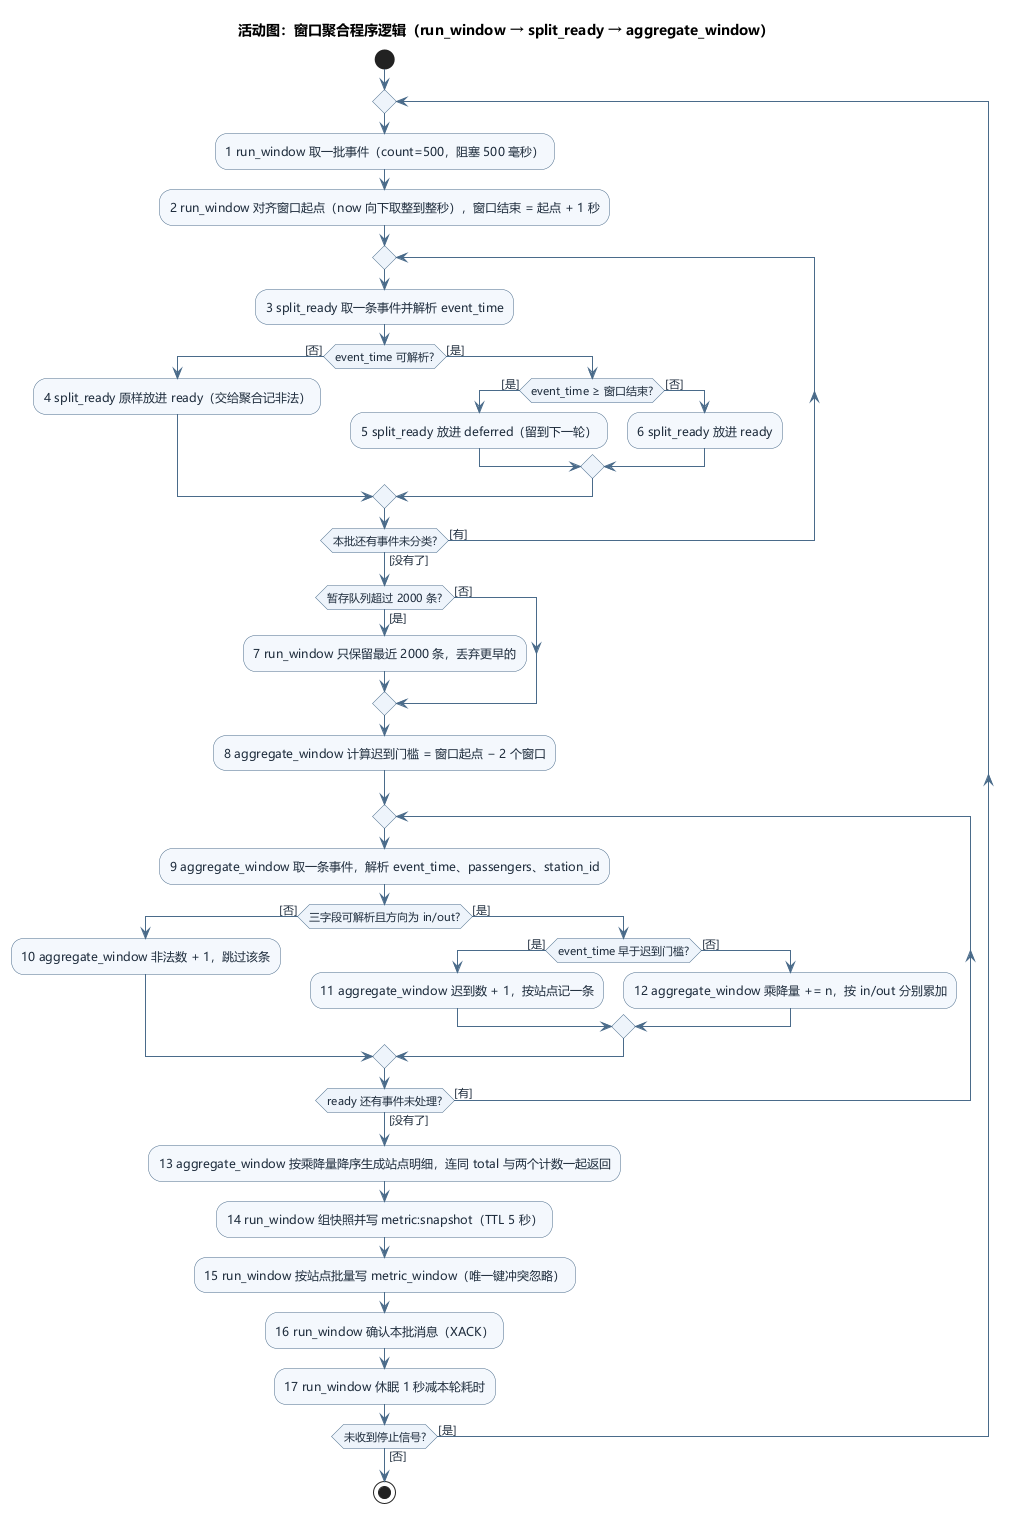 活动图：窗口聚合程序逻辑（run_window → split_ready → aggregate_window）
1 run_window 取一批事件（count=500，阻塞 500 毫秒）
2 run_window 对齐窗口起点（now 向下取整到整秒），窗口结束 = 起点 + 1 秒
3 split_ready 取一条事件并解析 event_time
[否]
event_time 可解析?
[是]
4 split_ready 原样放进 ready（交给聚合记非法）
[是]
event_time ≥ 窗口结束?
[否]
5 split_ready 放进 deferred（留到下一轮）
6 split_ready 放进 ready
本批还有事件未分类?
[有]
[没有了]
暂存队列超过 2000 条?
[否]
[是]
7 run_window 只保留最近 2000 条，丢弃更早的
8 aggregate_window 计算迟到门槛 = 窗口起点 − 2 个窗口
9 aggregate_window 取一条事件，解析 event_time、passengers、station_id
[否]
三字段可解析且方向为 in/out?
[是]
10 aggregate_window 非法数 + 1，跳过该条
[是]
event_time 早于迟到门槛?
[否]
11 aggregate_window 迟到数 + 1，按站点记一条
12 aggregate_window 乘降量 += n，按 in/out 分别累加
ready 还有事件未处理?
[有]
[没有了]
13 aggregate_window 按乘降量降序生成站点明细，连同 total 与两个计数一起返回
14 run_window 组快照并写 metric:snapshot（TTL 5 秒）
15 run_window 按站点批量写 metric_window（唯一键冲突忽略）
16 run_window 确认本批消息（XACK）
17 run_window 休眠 1 秒减本轮耗时
未收到停止信号?
[是]
[否]